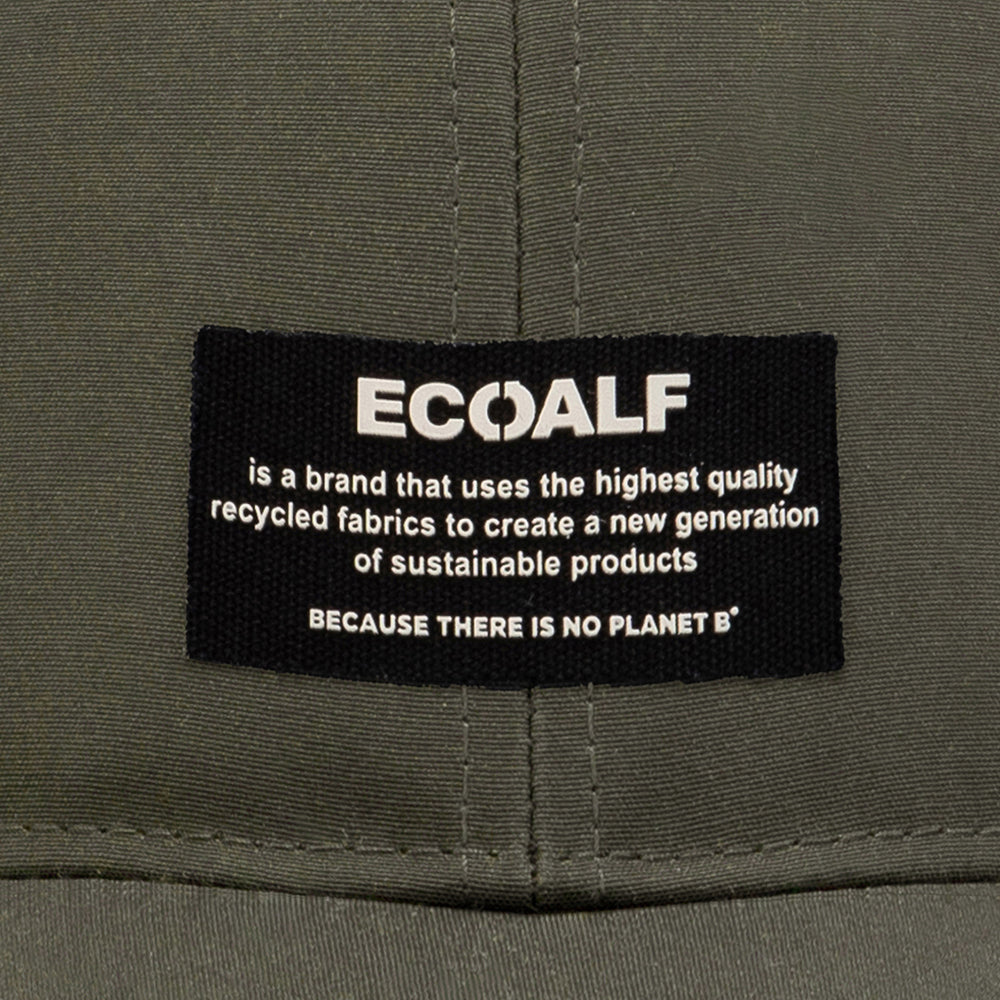 ECOALF
is a brand that uses the highest quality
recycled fabrics to create a new generation
of sustainable products
BECAUSE THERE IS NO PLANET B®